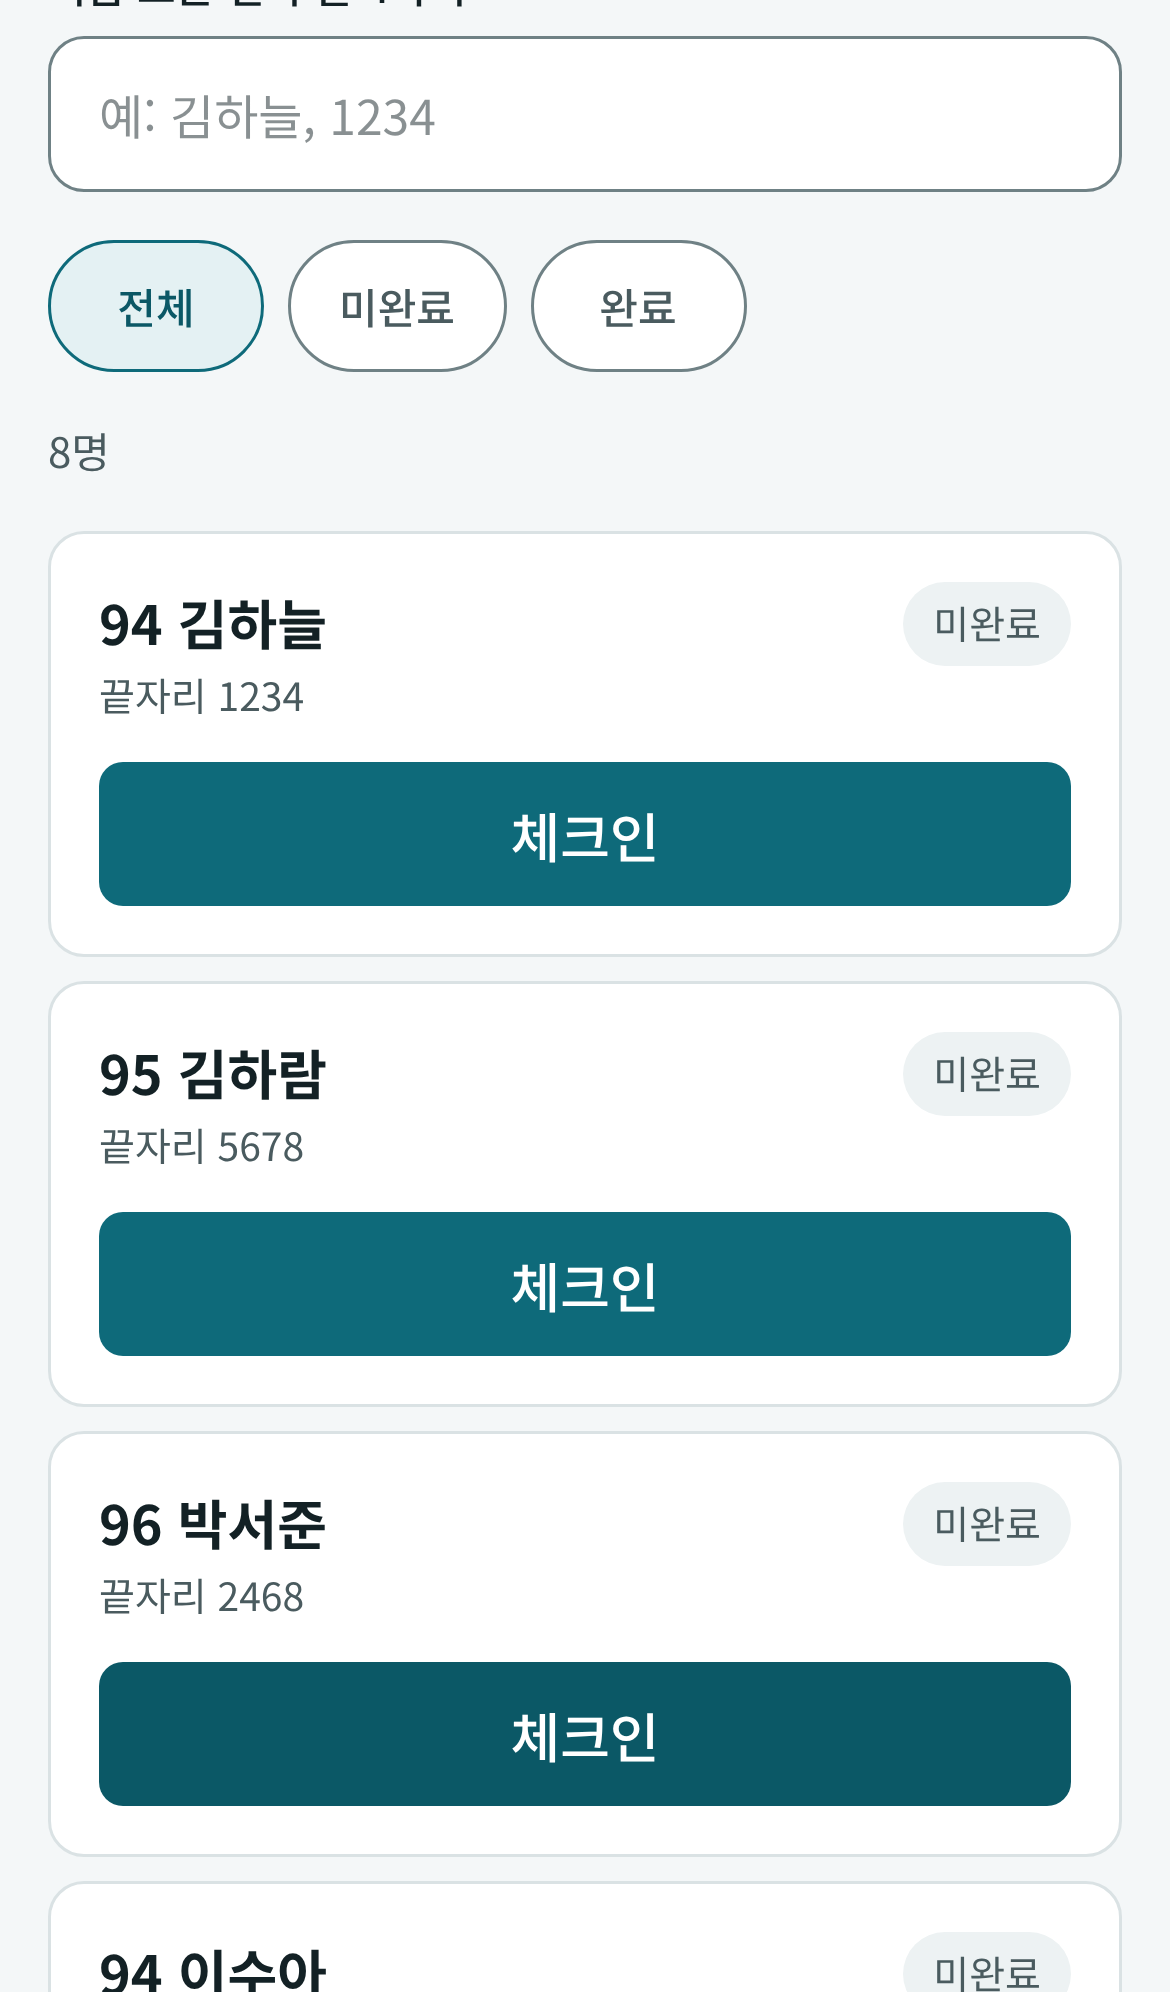 예: 김하늘, 1234
전체 미완료 완료
8명
94 김하늘 미완료
끝자리 1234
체크인
95 김하람 미완료
끝자리 5678
체크인
96 박서준 미완료
끝자리 2468
체크인
94 이수아 미완료